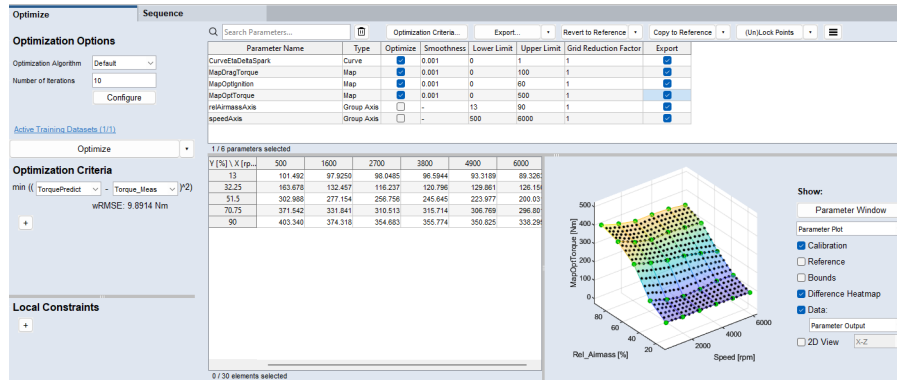 Optimize Sequence
Optimization Options
Optimization Algorithm Default
Number of Iterations 10
Configure
Active Training Datasets (1/1)
Optimize
Optimization Criteria
min (( TorquePredict - Torque_Meas )^2)
wRMSE: 9.8914 Nm
+
Local Constraints
+
Search Parameters... Optimization Criteria... Export... Revert to Reference Copy to Reference (Un)Lock Points
Parameter Name Type Optimize Smoothness Lower Limit Upper Limit Grid Reduction Factor Export
CurveEtaDeltaSpark Curve 0.001 0 1 1
MapDragTorque Map 0.001 0 100 1
MapOptIgnition Map 0.001 0 60 1
MapOptTorque Map 0.001 0 500 1
relAirmassAxis Group Axis - 13 90 1
speedAxis Group Axis - 500 6000 1
1 / 6 parameters selected
Y [%] \ X [rp... 500 1600 2700 3800 4900 6000
13 101.492 97.9250 98.0485 96.5944 93.3189 89.326
32.25 163.678 132.457 116.237 120.796 129.861 126.15
51.5 302.988 277.154 256.756 245.645 223.977 200.03
70.75 371.542 331.841 310.513 315.714 306.769 296.80
90 403.340 374.318 354.683 355.774 350.825 338.29
0 / 30 elements selected
MapOptTorque [Nm]
500
400
300
200
100
0
80
60
40
20
Rel_Airmass [%]
2000
4000
6000
Speed [rpm]
Show:
Parameter Window
Parameter Plot
Calibration
Reference
Bounds
Difference Heatmap
Data:
Parameter Output
2D View X-Z